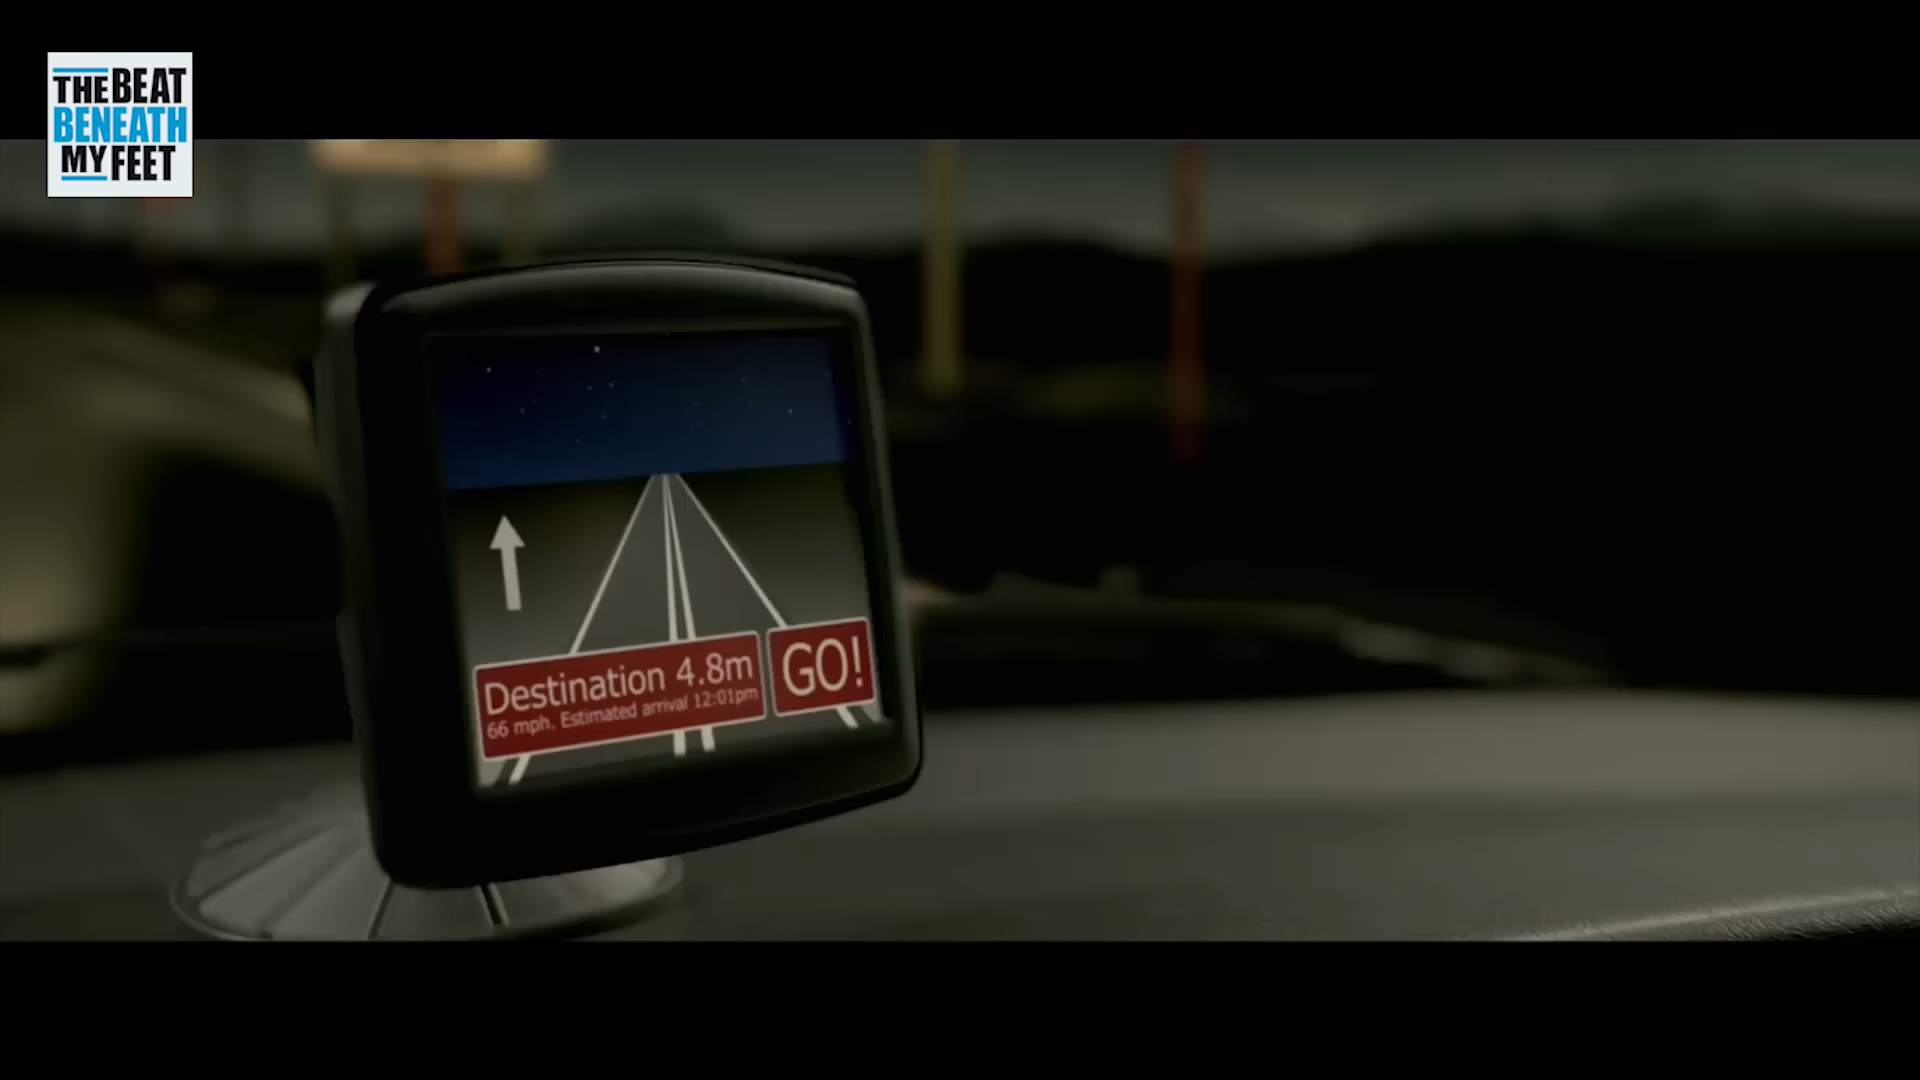 THE BEAT
BENEATH
MY FEET
Destination 4.8m
66 mph. Estimated arrival 12:01pm
GO!